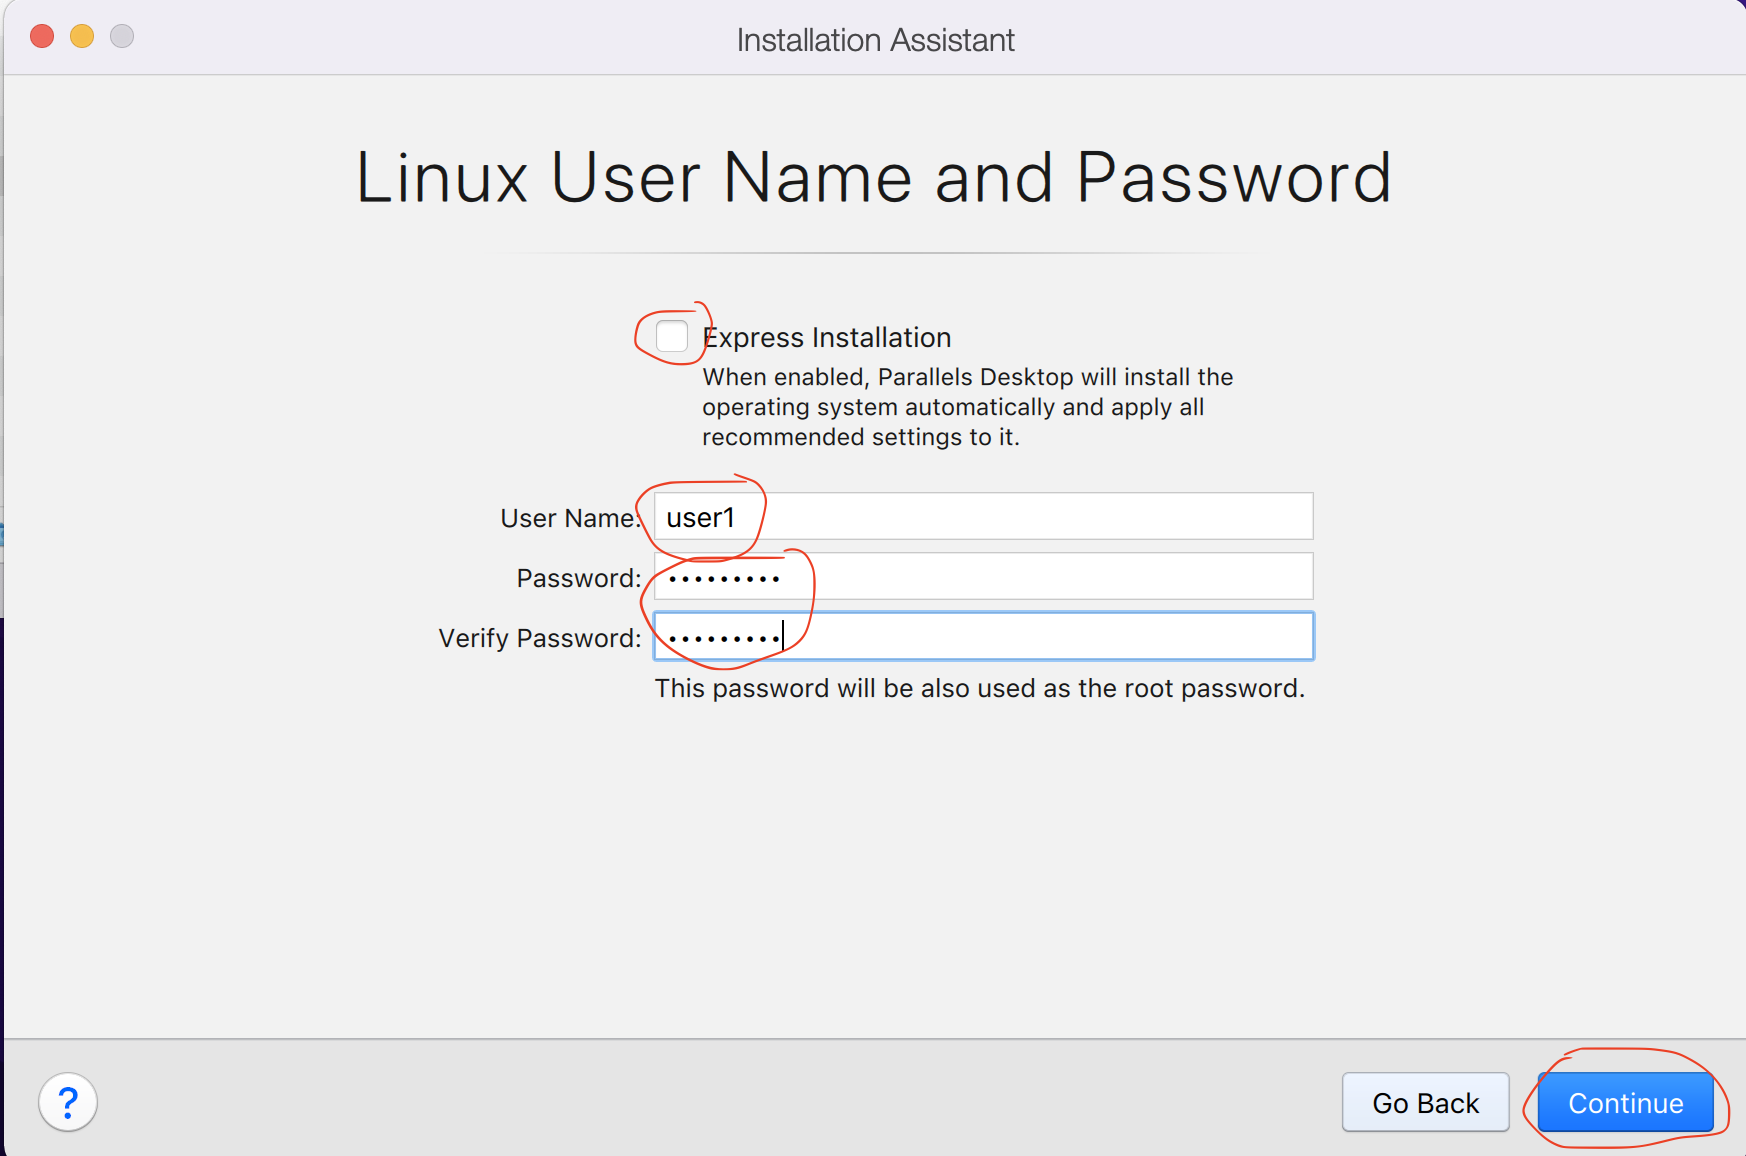 Installation Assistant
Linux User Name and Password
Express Installation
When enabled, Parallels Desktop will install the
operating system automatically and apply all
recommended settings to it.
User Name: user1
Password: •••••••••
Verify Password: •••••••••
This password will be also used as the root password.
?
Go Back
Continue